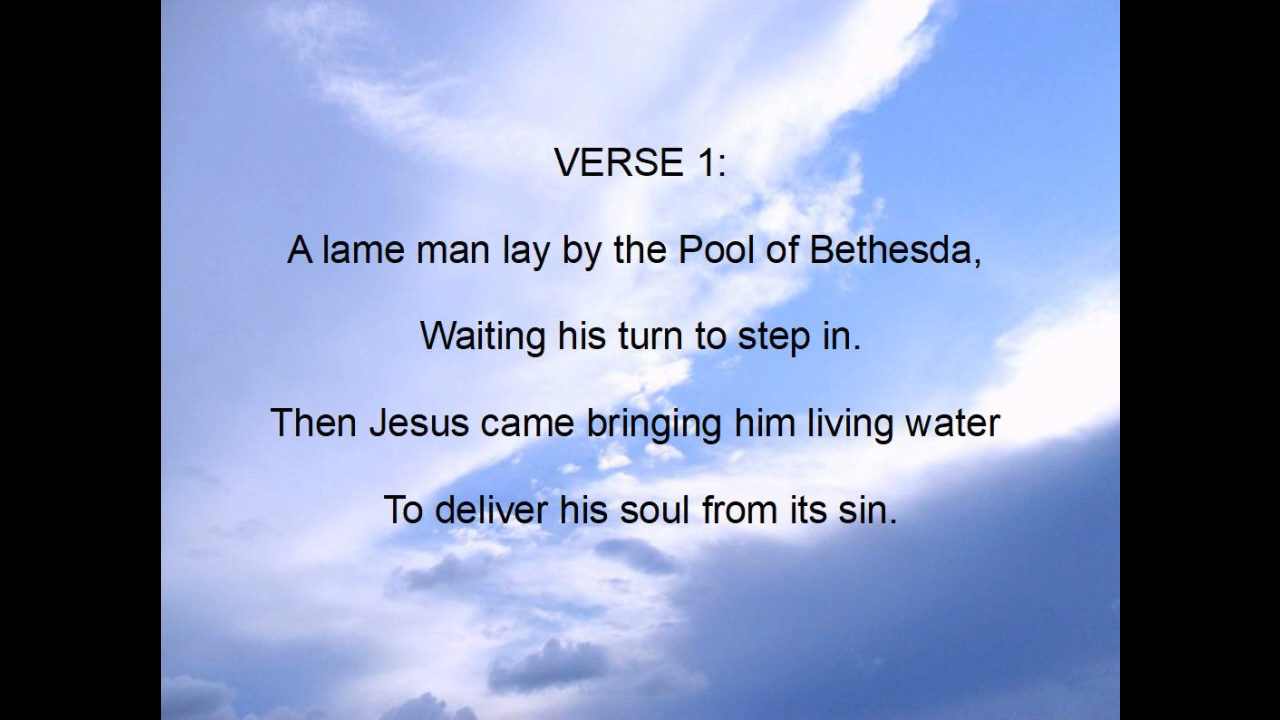 VERSE 1:
A lame man lay by the Pool of Bethesda,
Waiting his turn to step in.
Then Jesus came bringing him living water
To deliver his soul from its sin.